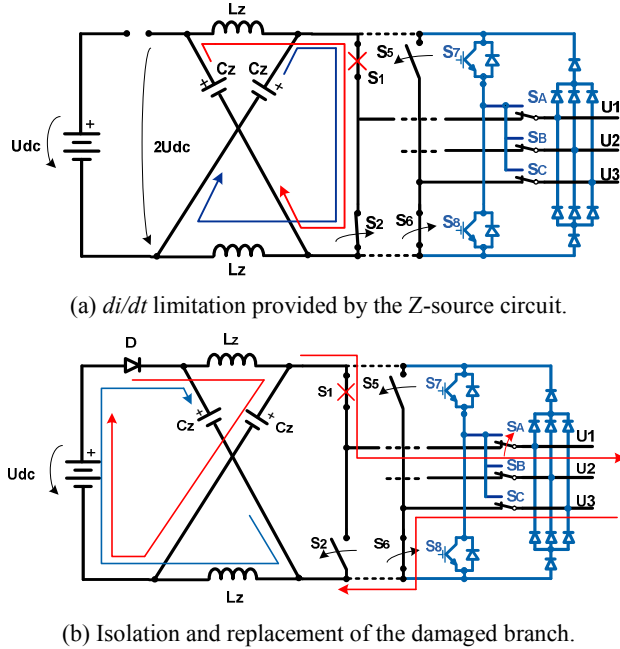 Lz
Cz Cz
S5 S7
S1
SA U1
Udc + 2Udc SB U2
SC U3
S2 S6 S8
Lz
(a) di/dt limitation provided by the Z-source circuit.
D Lz
S1 S5 S7
Cz + + Cz SA U1
Udc + SB U2
SC U3
S2 S6 S8
Lz
(b) Isolation and replacement of the damaged branch.